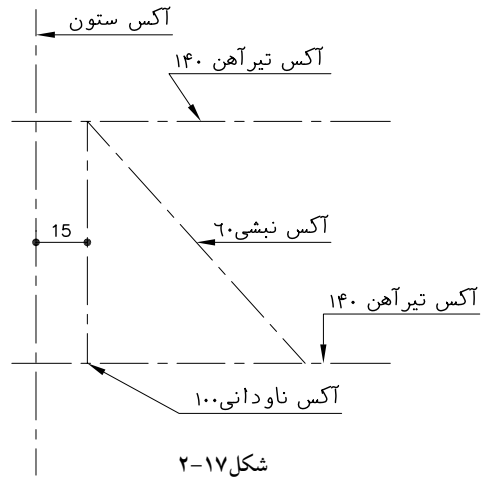 آکس ستون
آکس تیرآهن ۱۴۰
آکس نبشی۶۰
15
آکس تیرآهن ۱۴۰
آکس ناودانی۱۰۰
شکل۱۷-۲